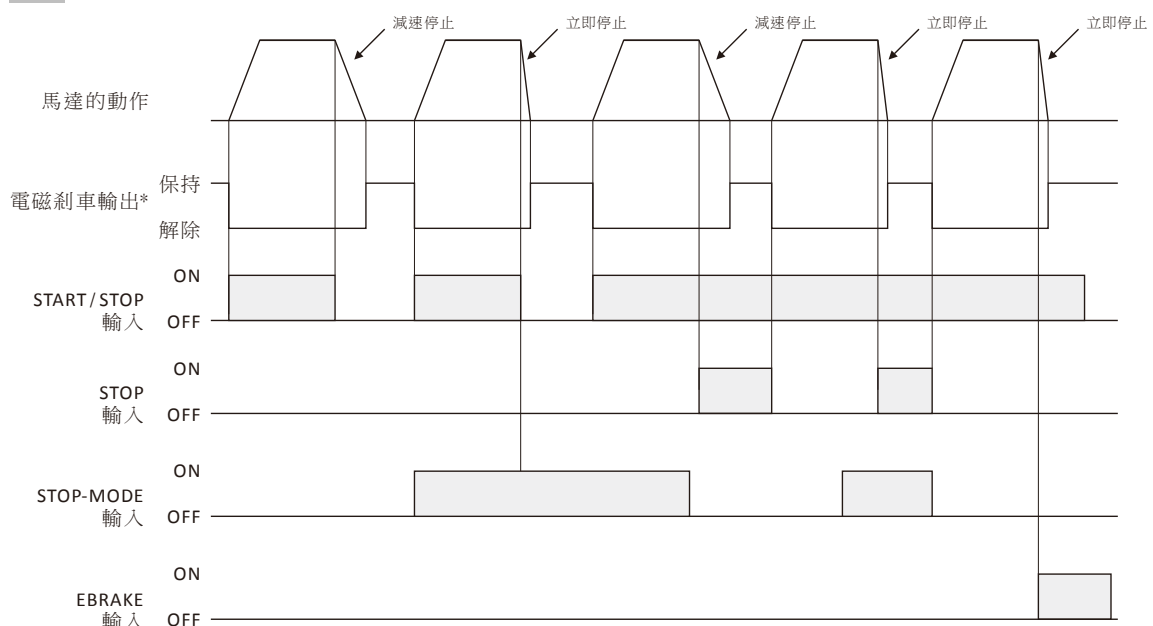 減速停止 立即停止 減速停止 立即停止 立即停止
馬達的動作
保持
電磁剎車輸出*
解除
ON
START/STOP
輸入 OFF
ON
STOP
輸入 OFF
ON
STOP-MODE
輸入 OFF
ON
EBRAKE
輸入 OFF